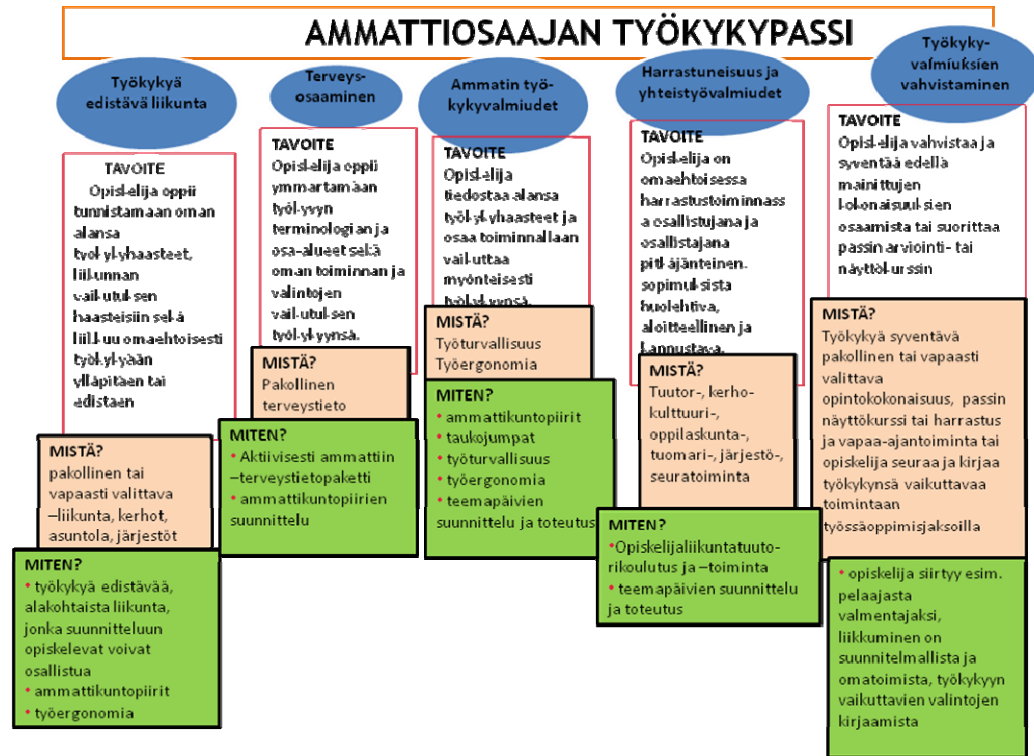 AMMATTIOSAAJAN TYÖKYKYPASSI
Työkykyä
edistävä liikunta
TAVOITE
Opiskelija oppii
tunnistamaan oman
alansa
työkykyhaasteet,
liikunnan
vaikutuksen
haasteisiin sekä
liikkuu omaehtoisesti
työkykyään
ylläpitäen tai
edistäen
MISTÄ?
pakollinen tai
vapaasti valittava
–liikunta, kerhot,
asuntola, järjestöt
MITEN?
• työkykyä edistävää,
alakohtaista liikunta,
jonka suunnitteluun
opiskelevat voivat
osallistua
• ammattikuntopiirit
• työergonomia
Terveys-
osaaminen
TAVOITE
Opiskelija oppii
ymmärtämään
työkyvyn
terminologian ja
osa-alueet sekä
oman toiminnan ja
valintojen
vaikutuksen
työkykyynsä.
MISTÄ?
Pakollinen
terveystieto
MITEN?
• Aktiivisesti ammattiin
–terveystietopaketti
• ammattikuntopiirien
suunnittelu
Ammatin työ-
kykyvalmiudet
TAVOITE
Opiskelija
tiedostaa alansa
työkykyhaasteet ja
osaa toiminnallaan
vaikuttaa
myönteisesti
työkykyynsä.
MISTÄ?
Työturvallisuus
Työergonomia
MITEN?
• ammattikuntopiirit
• taukojumpat
• työturvallisuus
• työergonomia
• teemapäivien
suunnittelu ja toteutus
Harrastuneisuus ja
yhteistyövalmiudet
TAVOITE
Opiskelija on
omaehtoisessa
harrastustoiminnass
a osallistujana ja
osallistajana
pitkäjänteinen.
sopimuksista
huolehtiva,
aloitteellinen ja
kannustava.
MISTÄ?
Tuutor-, kerho-
kulttuuri-,
oppilaskunta-,
tuomari-, järjestö-,
seuratoiminta
MITEN?
•Opiskelijaliikuntatuuto-
rikoulutus ja –toiminta
• teemapäivien suunnittelu
ja toteutus
Työkyky-
valmiuksien
vahvistaminen
TAVOITE
Opiskelija vahvistaa ja
syventää edellä
mainittujen
kokonaisuuksien
osaamista tai suorittaa
passin arviointi- tai
näyttökurssin
MISTÄ?
Työkykyä syventävä
pakollinen tai vapaasti
valittava
opintokokonaisuus, passin
näyttökurssi tai harrastus
ja vapaa-ajantoiminta tai
opiskelija seuraa ja kirjaa
työkykynsä vaikuttavaa
toimintaan
työssäoppimisjaksoilla
• opiskelija siirtyy esim.
pelaajasta
valmentajaksi,
liikkuminen on
suunnitelmallista ja
omatoimista, työkykyyn
vaikuttavien valintojen
kirjaamista